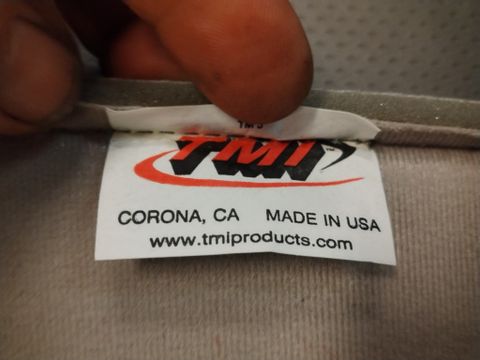 TMI
CORONA, CA MADE IN USA
www.tmiproducts.com